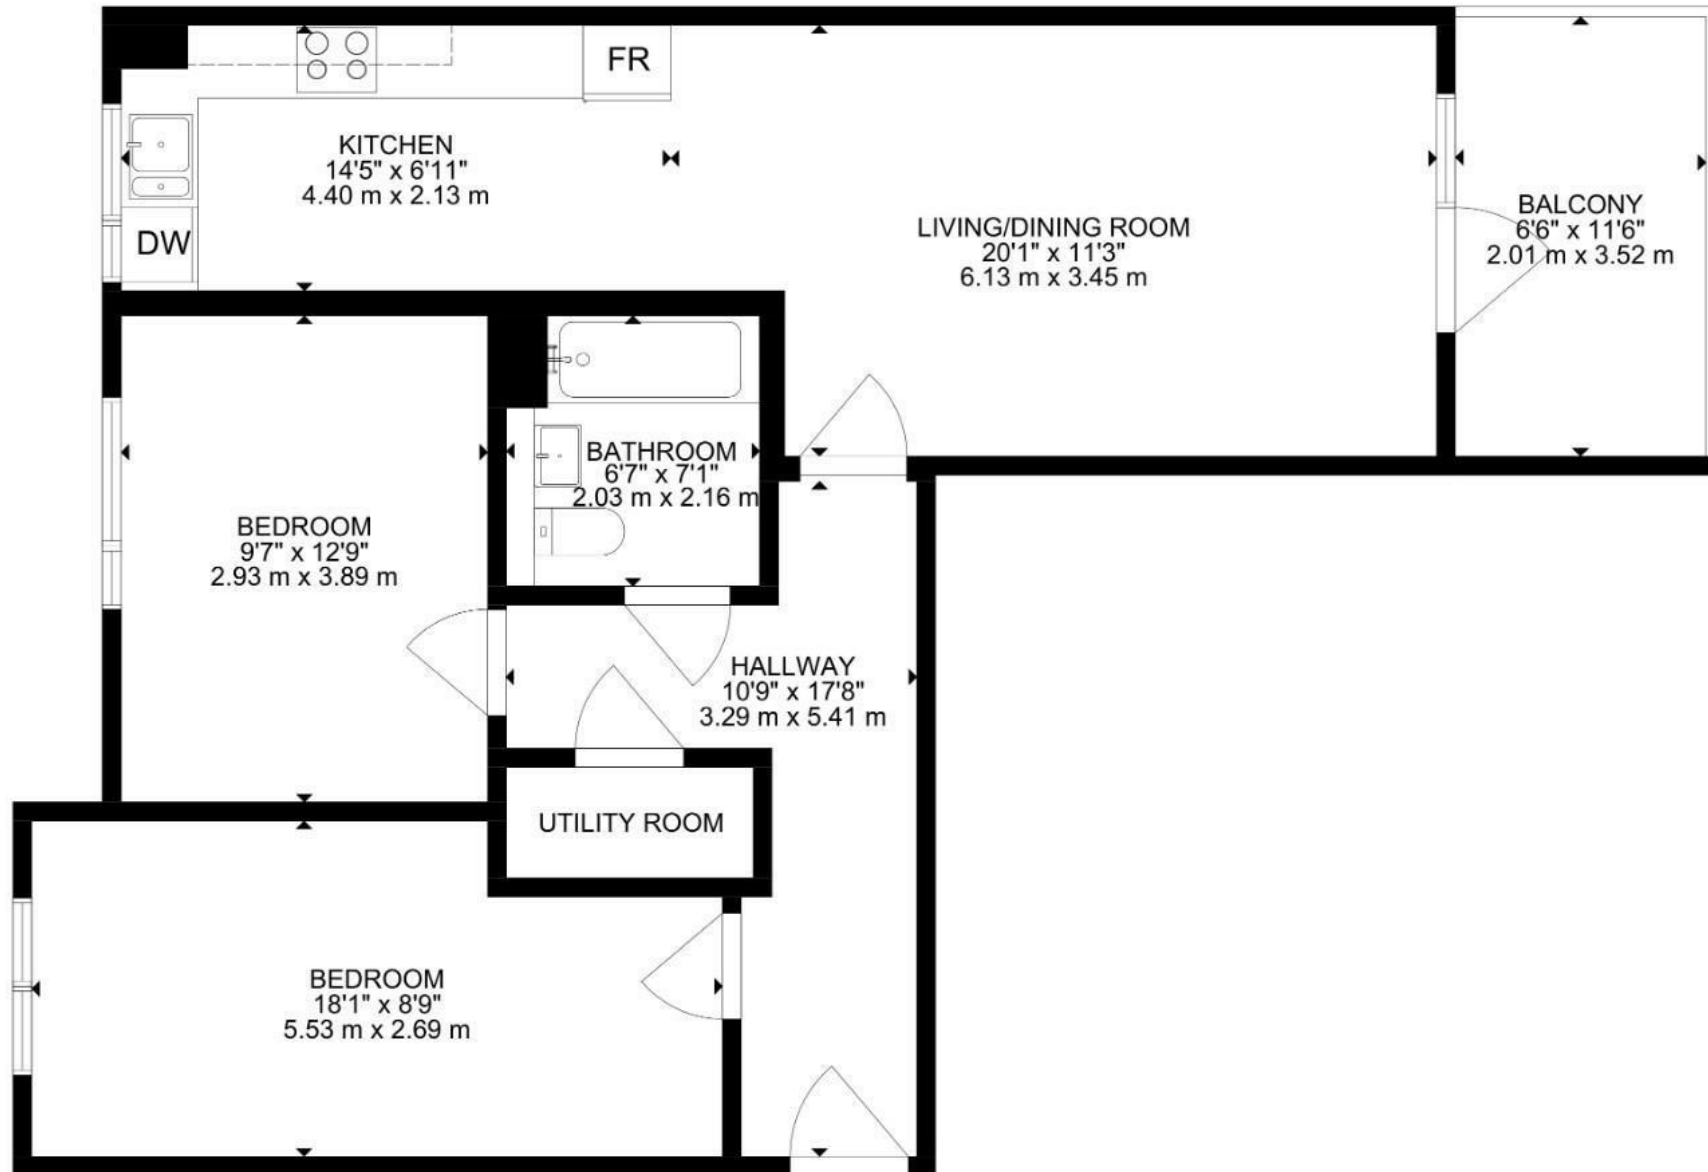 FR
KITCHEN
14'5" x 6'11"
4.40 m x 2.13 m
DW
LIVING/DINING ROOM
20'1" x 11'3"
6.13 m x 3.45 m
BALCONY
6'6" x 11'6"
2.01 m x 3.52 m
BATHROOM
6'7" x 7'1"
2.03 m x 2.16 m
BEDROOM
9'7" x 12'9"
2.93 m x 3.89 m
HALLWAY
10'9" x 17'8"
3.29 m x 5.41 m
UTILITY ROOM
BEDROOM
18'1" x 8'9"
5.53 m x 2.69 m